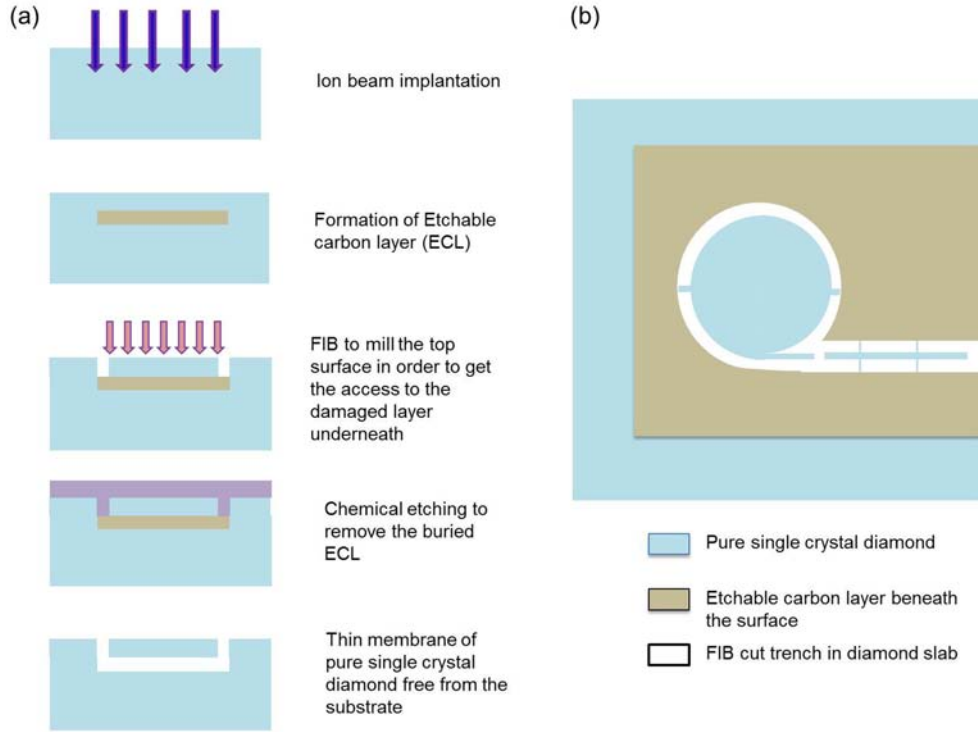 (a)
Ion beam implantation
Formation of Etchable
carbon layer (ECL)
FIB to mill the top
surface in order to get
the access to the
damaged layer
underneath
Chemical etching to
remove the buried
ECL
Thin membrane of
pure single crystal
diamond free from the
substrate
(b)
Pure single crystal diamond
Etchable carbon layer beneath
the surface
FIB cut trench in diamond slab